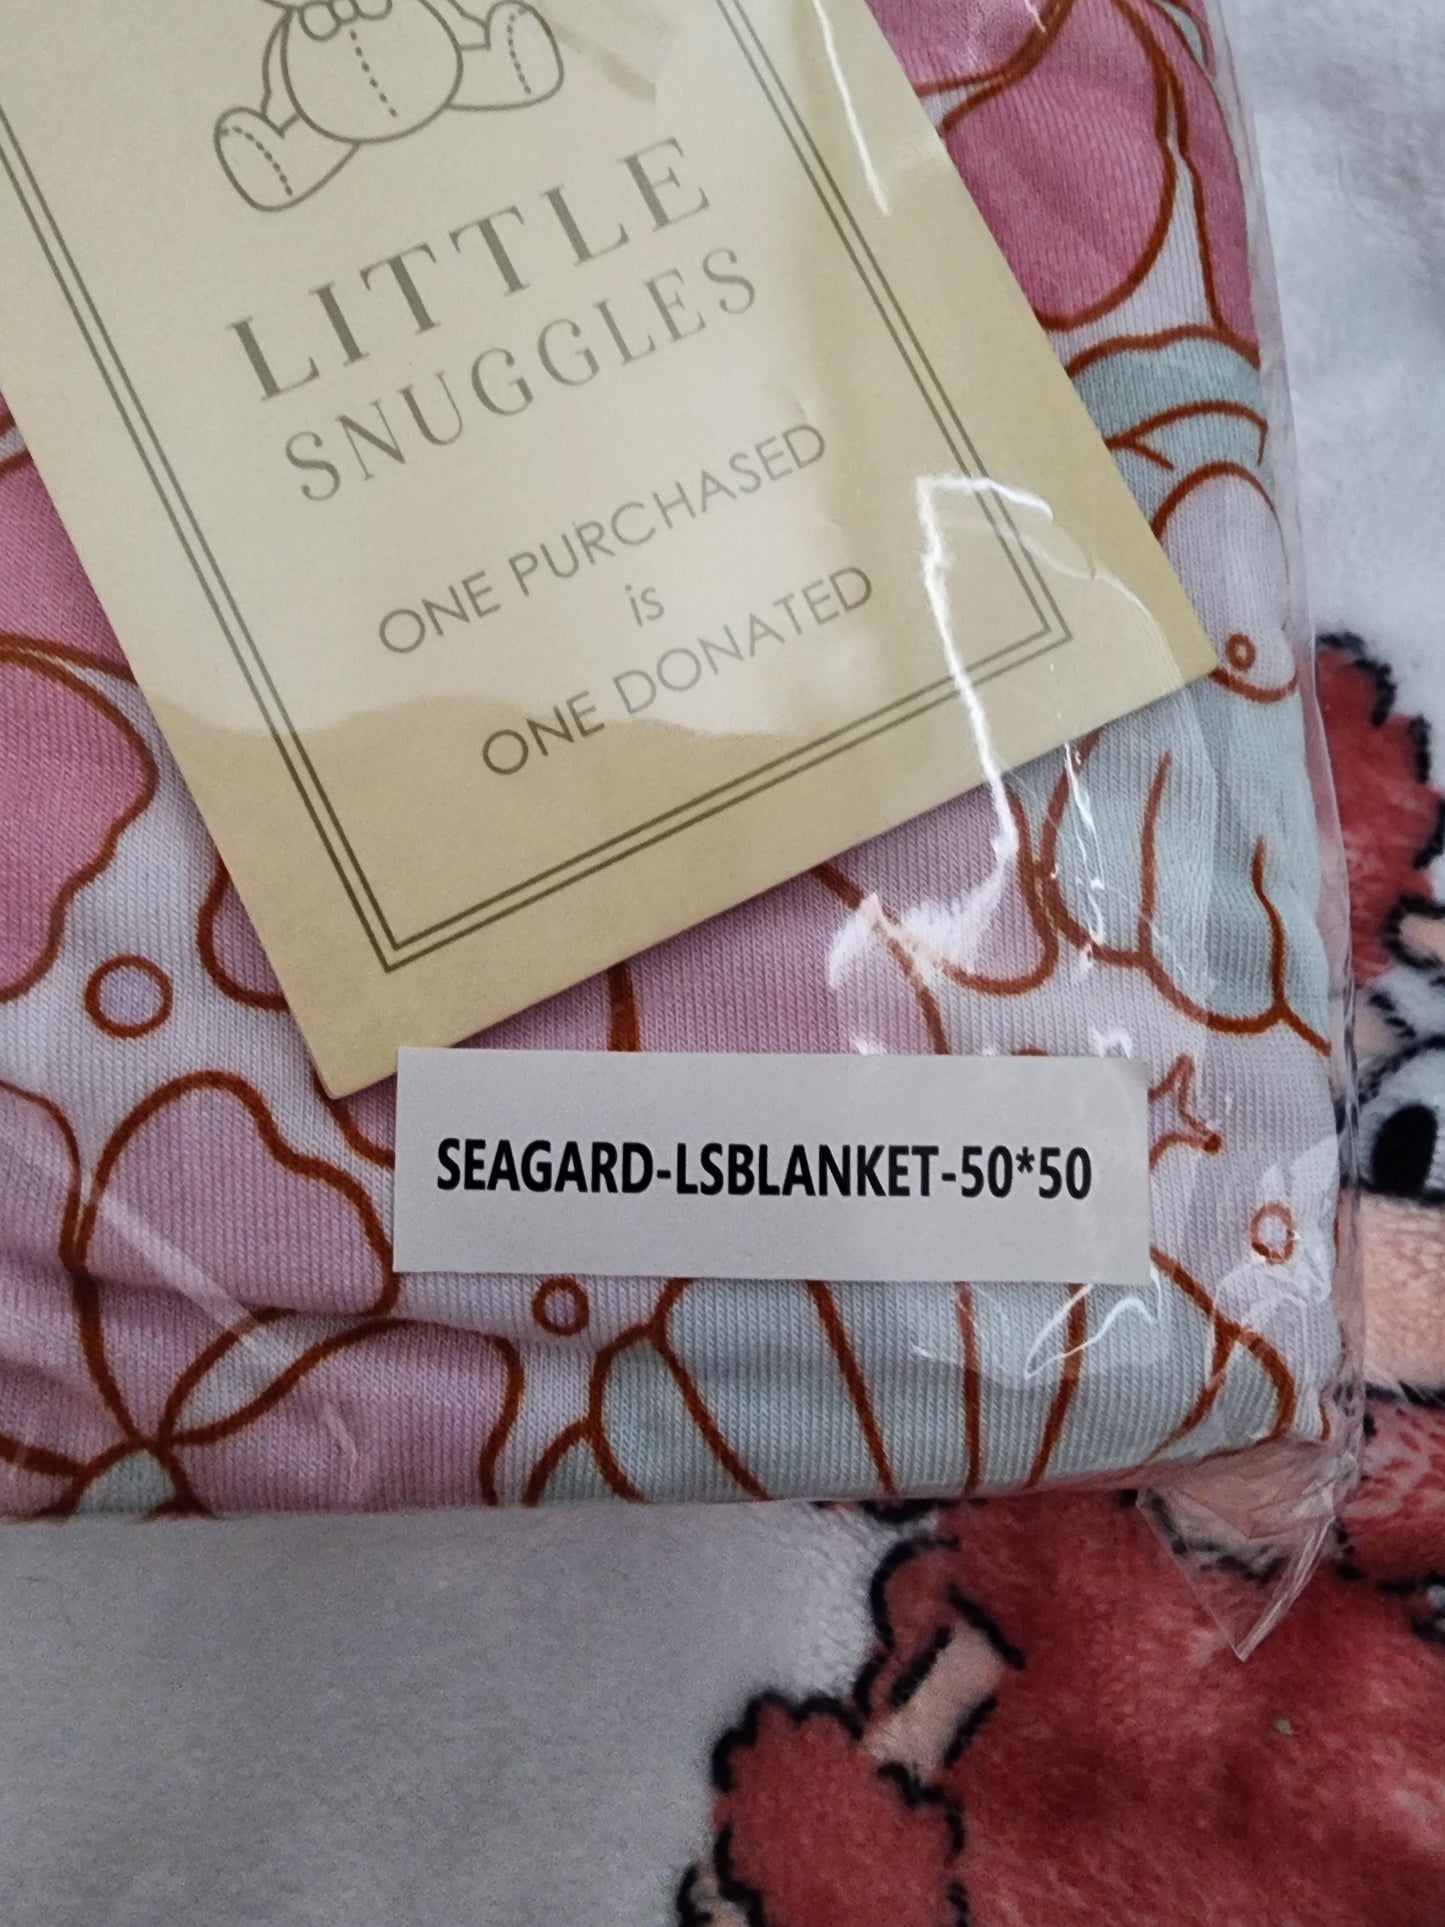 LITTLE
SNUGGLES
ONE PURCHASED
is
ONE DONATED
SEAGARD-LSBLANKET-50*50